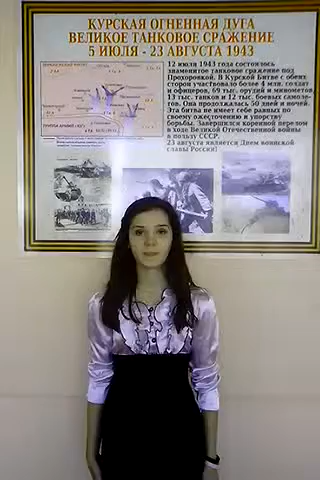 КУРСКАЯ ОГНЕННАЯ ДУГА
ВЕЛИКОЕ ТАНКОВОЕ СРАЖЕНИЕ
5 ИЮЛЯ - 23 АВГУСТА 1943
12 июля 1943 года состоялось
знаменитое танковое сражение под
Прохоровкой. В Курской Битве с обеих
сторон участвовало более 4 млн. солдат
и офицеров, 69 тыс. орудий и минометов,
13 тыс. танков и 12 тыс. боевых самоле-
тов. Она продолжалась 50 дней и ночей.
Эта битва не имеет себе равных по
своему ожесточению и упорству
борьбы. Завершился коренной перелом
в ходе Великой Отечественной войны
в пользу СССР.
23 августа является Днем воинской
славы России!